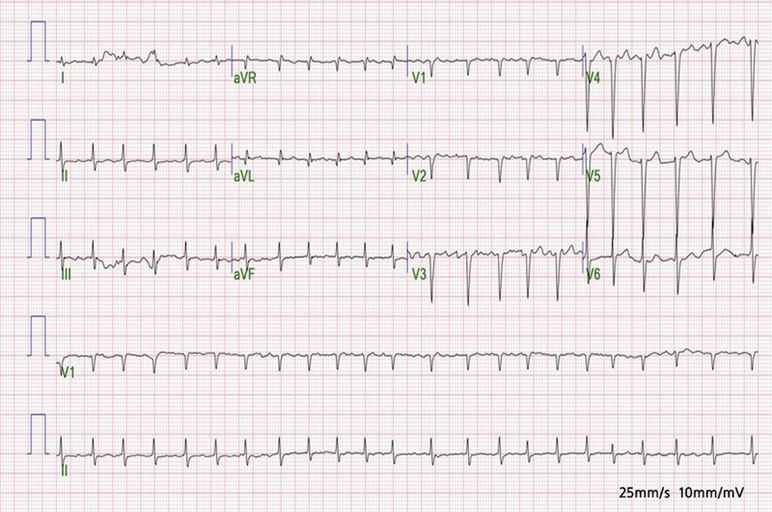 I aVR V1 V4
II aVL V2 V5
III aVF V3 V6
V1
II
25mm/s 10mm/mV